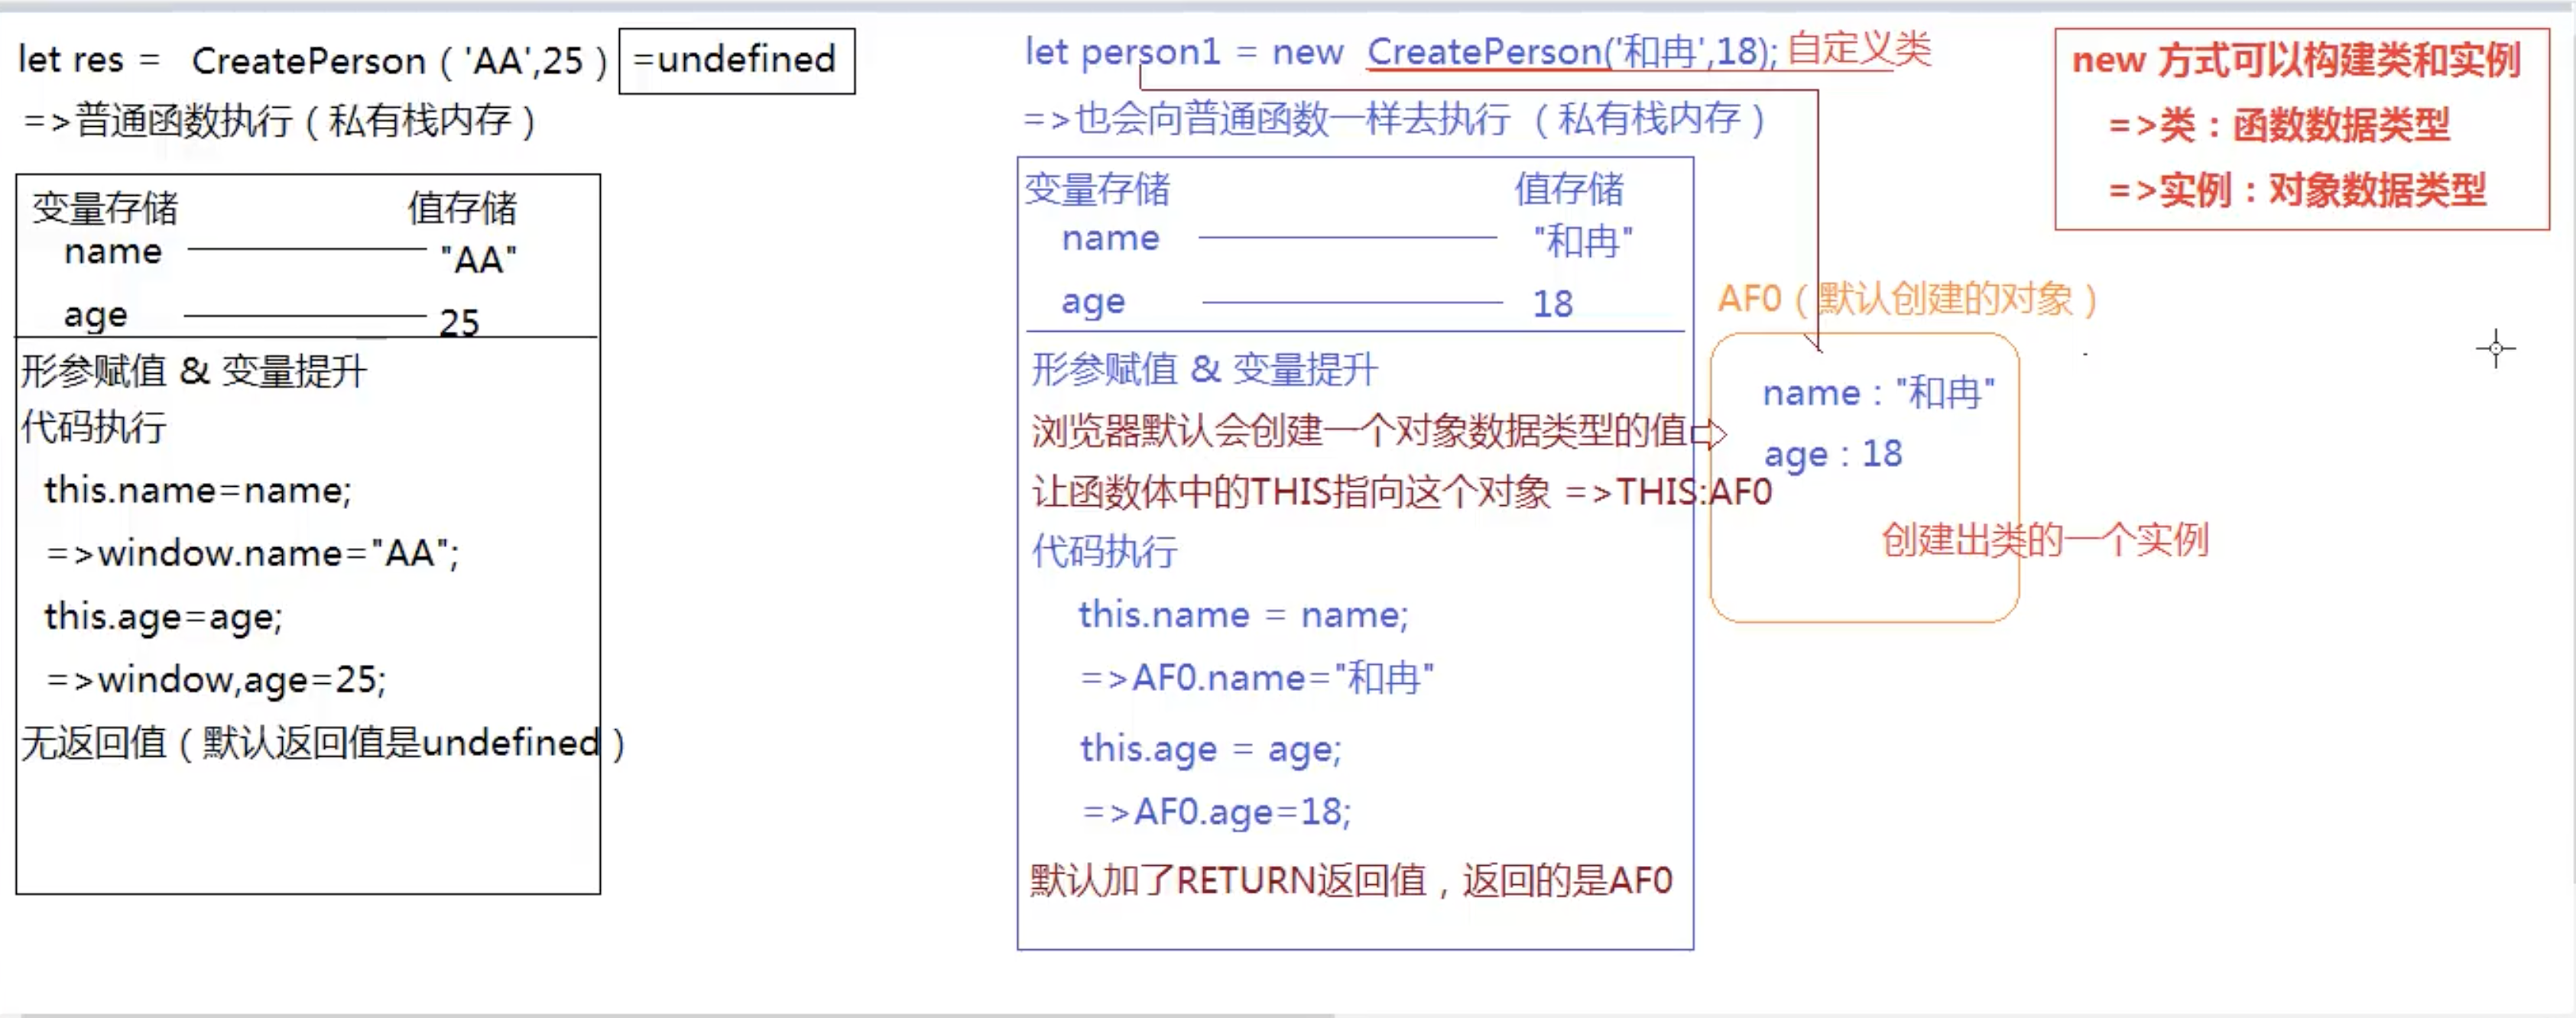 let res = CreatePerson（'AA',25）=undefined
=>普通函数执行（私有栈内存）
变量存储 值存储
name "AA"
age 25
形参赋值 & 变量提升
代码执行
this.name=name;
=>window.name="AA";
this.age=age;
=>window,age=25;
无返回值（默认返回值是undefined）
let person1 = new CreatePerson('和冉',18); 自定义类
=>也会向普通函数一样去执行 （私有栈内存）
变量存储 值存储
name "和冉"
age 18
形参赋值 & 变量提升
浏览器默认会创建一个对象数据类型的值
让函数体中的THIS指向这个对象 =>THIS:AF0
代码执行
this.name = name;
=>AF0.name="和冉"
this.age = age;
=>AF0.age=18;
默认加了RETURN返回值，返回的是AF0
AF0（默认创建的对象）
name："和冉"
age：18
创建出类的一个实例
new 方式可以构建类和实例
=>类：函数数据类型
=>实例：对象数据类型